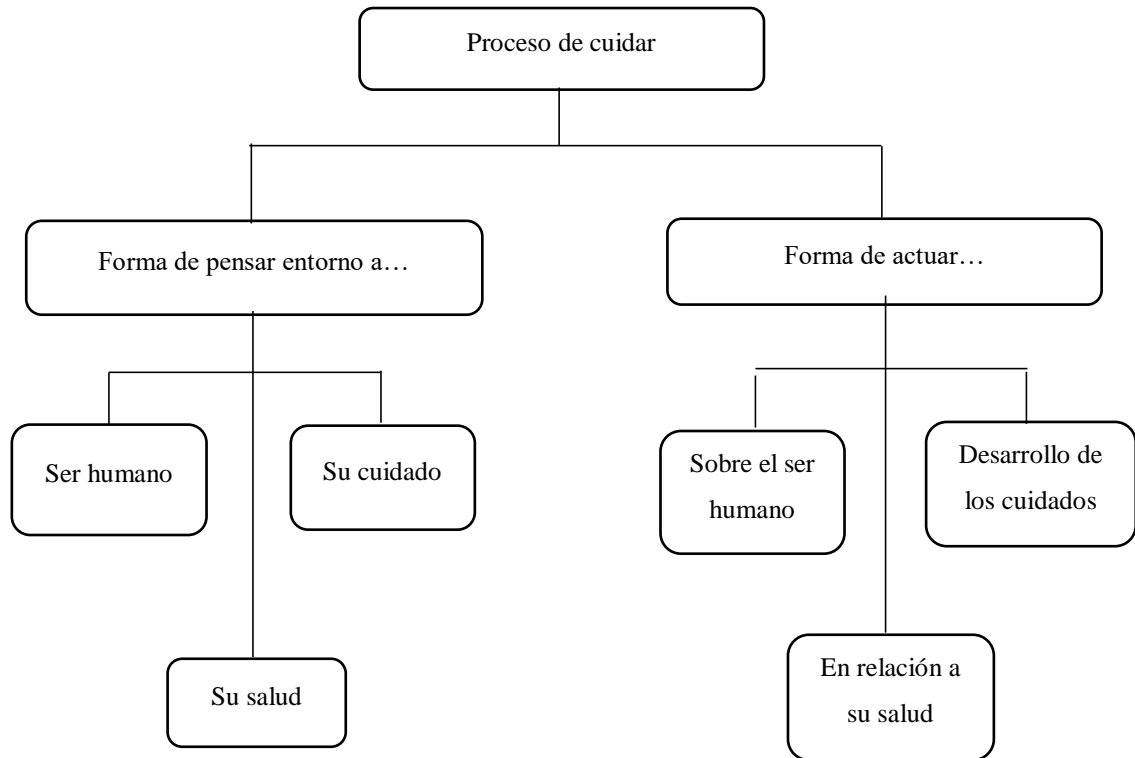 Proceso de cuidar
Forma de pensar entorno a…
Forma de actuar…
Ser humano
Su cuidado
Sobre el ser
humano
Desarrollo de
los cuidados
Su salud
En relación a
su salud